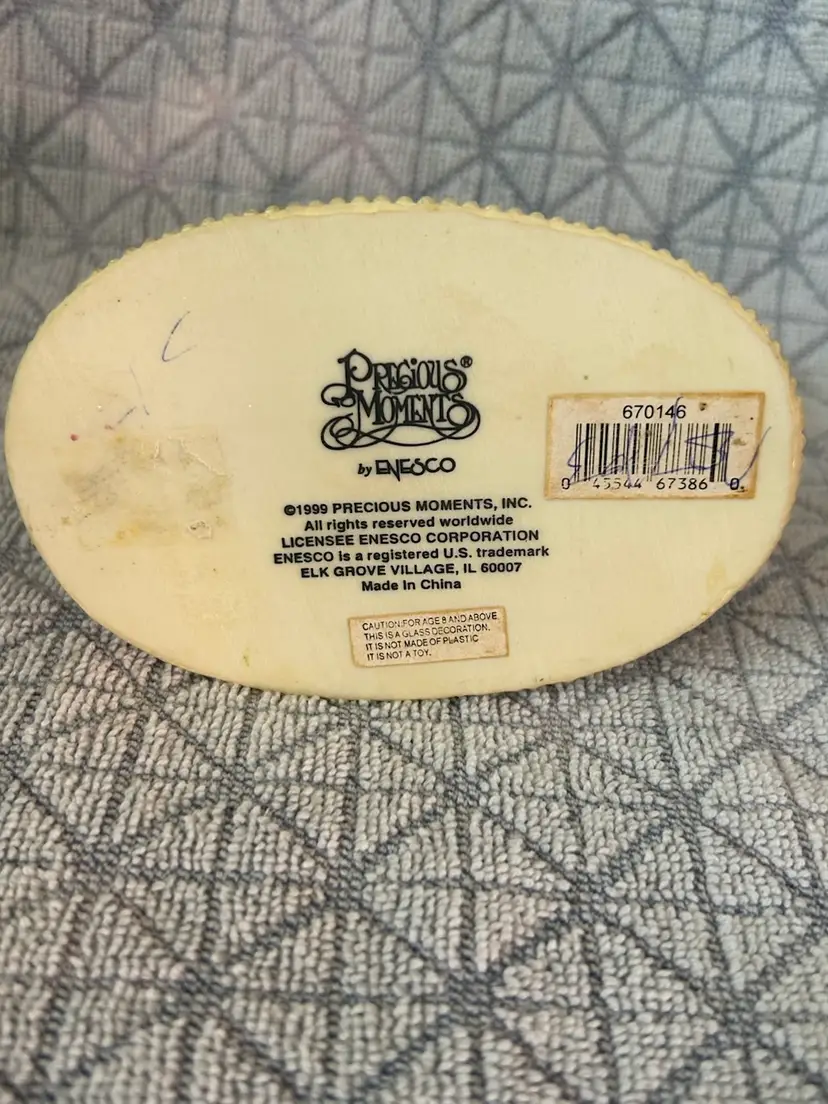 PRECIOUS®
MOMENTS
by ENESCO
©1999 PRECIOUS MOMENTS, INC.
All rights reserved worldwide
LICENSEE ENESCO CORPORATION
ENESCO is a registered U.S. trademark
ELK GROVE VILLAGE, IL 60007
Made In China
670146
0 45544 67386 0
CAUTION:FOR AGE 8 AND ABOVE.
THIS IS A GLASS DECORATION.
IT IS NOT MADE OF PLASTIC
IT IS NOT A TOY.